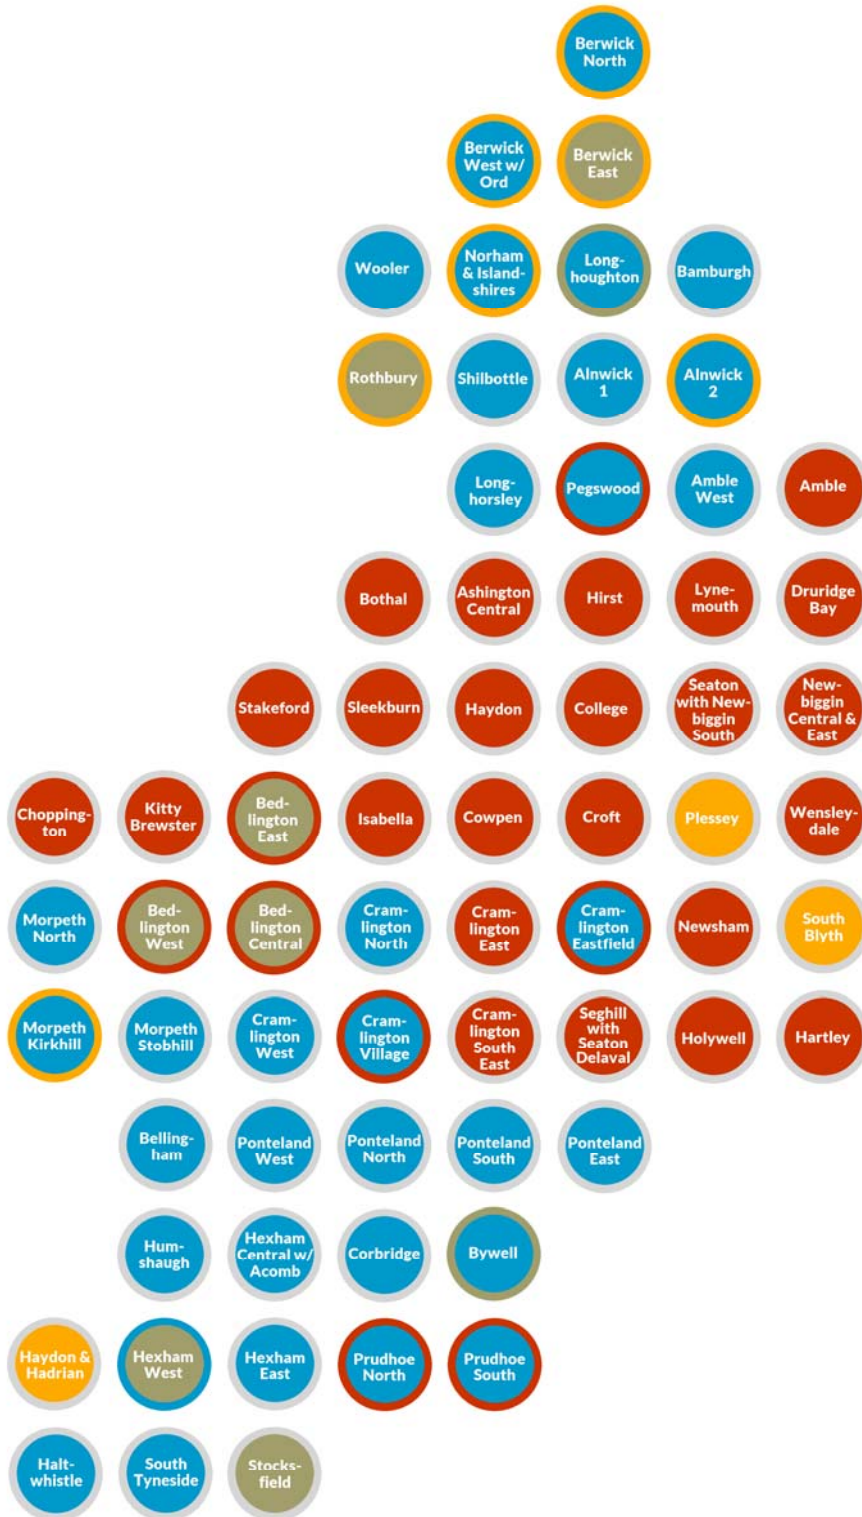 Berwick
North
Berwick
West w/
Ord
Berwick
East
Wooler
Norham
& Island-
shires
Long-
houghton
Bamburgh
Rothbury
Shilbottle
Alnwick
1
Alnwick
2
Long-
horsley
Pegswood
Amble
West
Amble
Bothal
Ashington
Central
Hirst
Lyne-
mouth
Druridge
Bay
Stakeford
Sleekburn
Haydon
College
Seaton
with New-
biggin
South
New-
biggin
Central &
East
Chopping-
ton
Kitty
Brewster
Bed-
lington
East
Isabella
Cowpen
Croft
Plessey
Wensley-
dale
Morpeth
North
Bed-
lington
West
Bed-
lington
Central
Cram-
lington
North
Cram-
lington
East
Cram-
lington
Eastfield
Newsham
South
Blyth
Morpeth
Kirkhill
Morpeth
Stobhill
Cram-
lington
West
Cram-
lington
Village
Cram-
lington
South
East
Seghill
with
Seaton
Delaval
Holywell
Hartley
Belling-
ham
Ponteland
West
Ponteland
North
Ponteland
South
Ponteland
East
Hum-
shaugh
Hexham
Central w/
Acomb
Corbridge
Bywell
Haydon &
Hadrian
Hexham
West
Hexham
East
Prudhoe
North
Prudhoe
South
Halt-
whistle
South
Tyneside
Stocks-
field